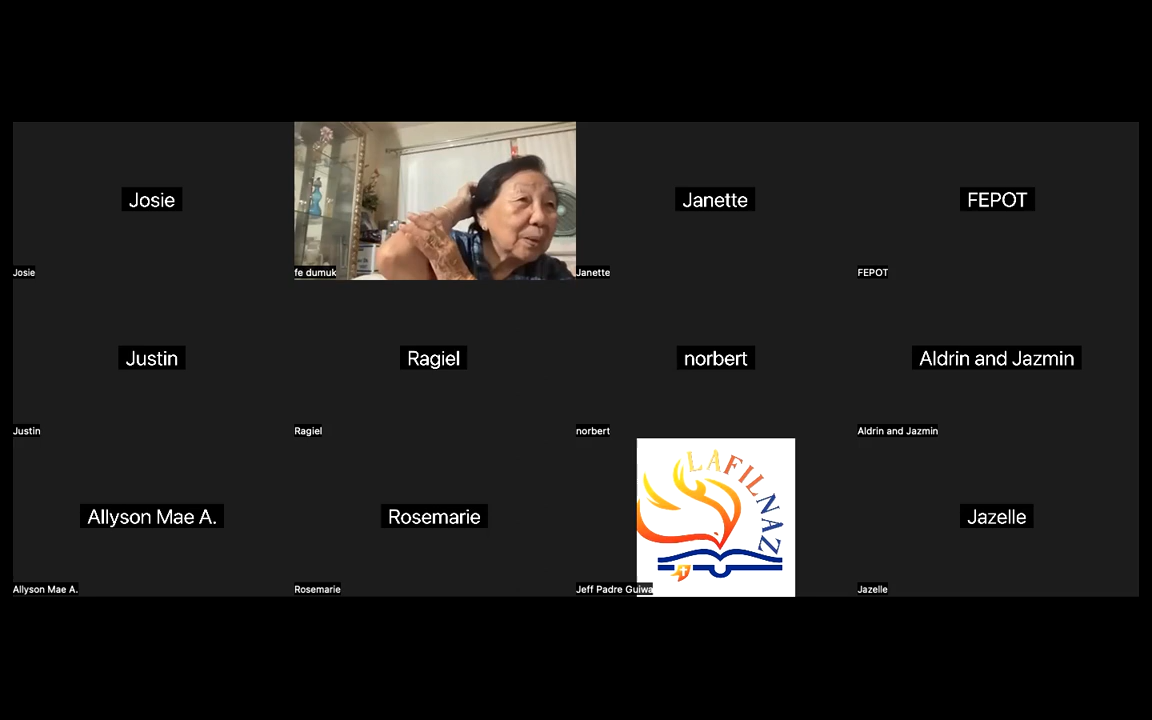 Josie
Josie
fe dumuk
Janette
Janette
FEPOT
FEPOT
Justin
Justin
Ragiel
Ragiel
norbert
norbert
Aldrin and Jazmin
Aldrin and Jazmin
Allyson Mae A.
Allyson Mae A.
Rosemarie
Rosemarie
LAFILNAZ
Jeff Padre Guiwa
Jazelle
Jazelle